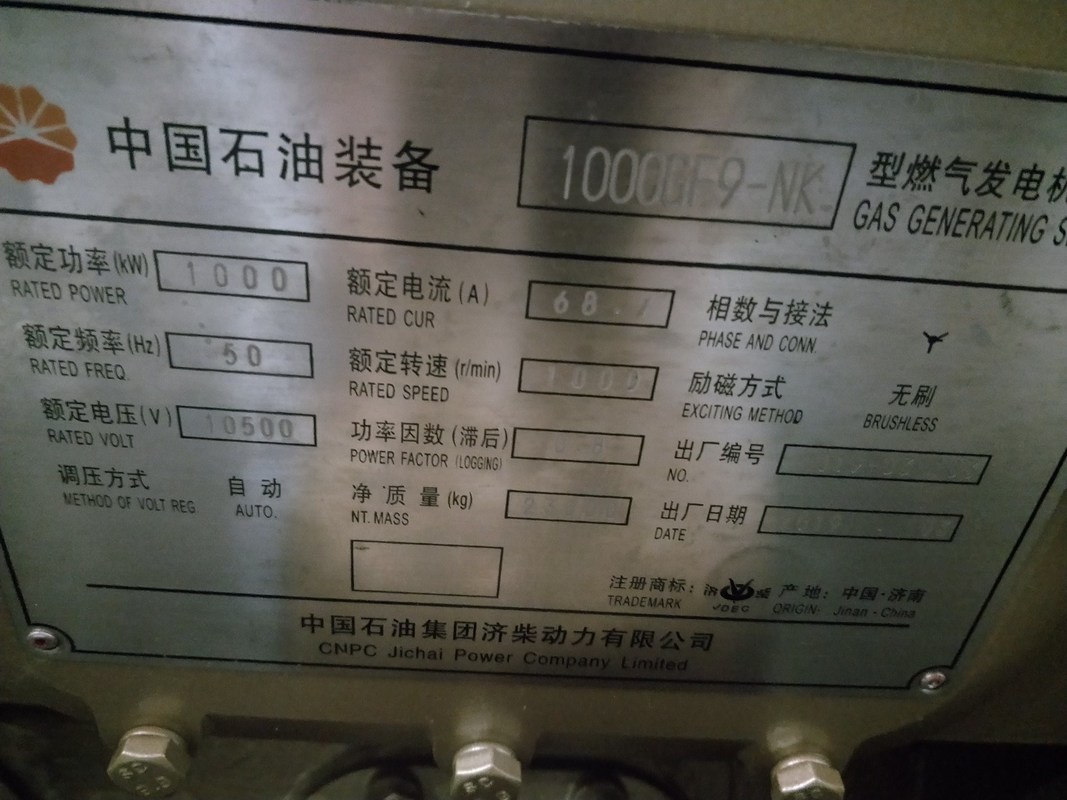 中国石油装备
1000GF9-NK
型燃气发电机
GAS GENERATING
额定功率(kW) 1000
RATED POWER
额定电流(A) 68.7
RATED CUR
相数与接法
PHASE AND CONN.
额定频率(Hz) 50
RATED FREQ.
额定转速(r/min) 1000
RATED SPEED
励磁方式 无刷
EXCITING METHOD BRUSHLESS
额定电压(V) 10500
RATED VOLT
功率因数(滞后)
POWER FACTOR (LOGGING)
出厂编号
NO.
调压方式 自动
METHOD OF VOLT REG. AUTO.
净质量(kg)
NT. MASS
出厂日期
DATE
注册商标:
TRADEMARK
JDEC
产地: 中国·济南
ORIGIN: Jinan·China
中国石油集团济柴动力有限公司
CNPC Jichai Power Company Limited